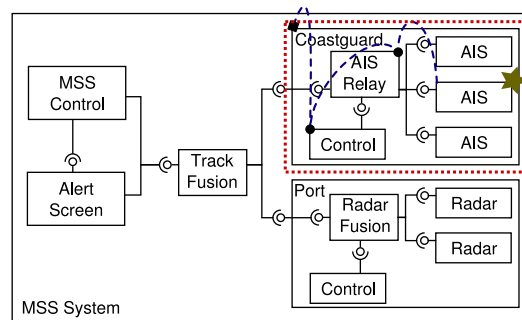 Coastguard
AIS
Relay
Control
AIS
AIS
AIS
MSS
Control
Alert
Screen
Track
Fusion
Port
Radar
Fusion
Control
Radar
Radar
MSS System